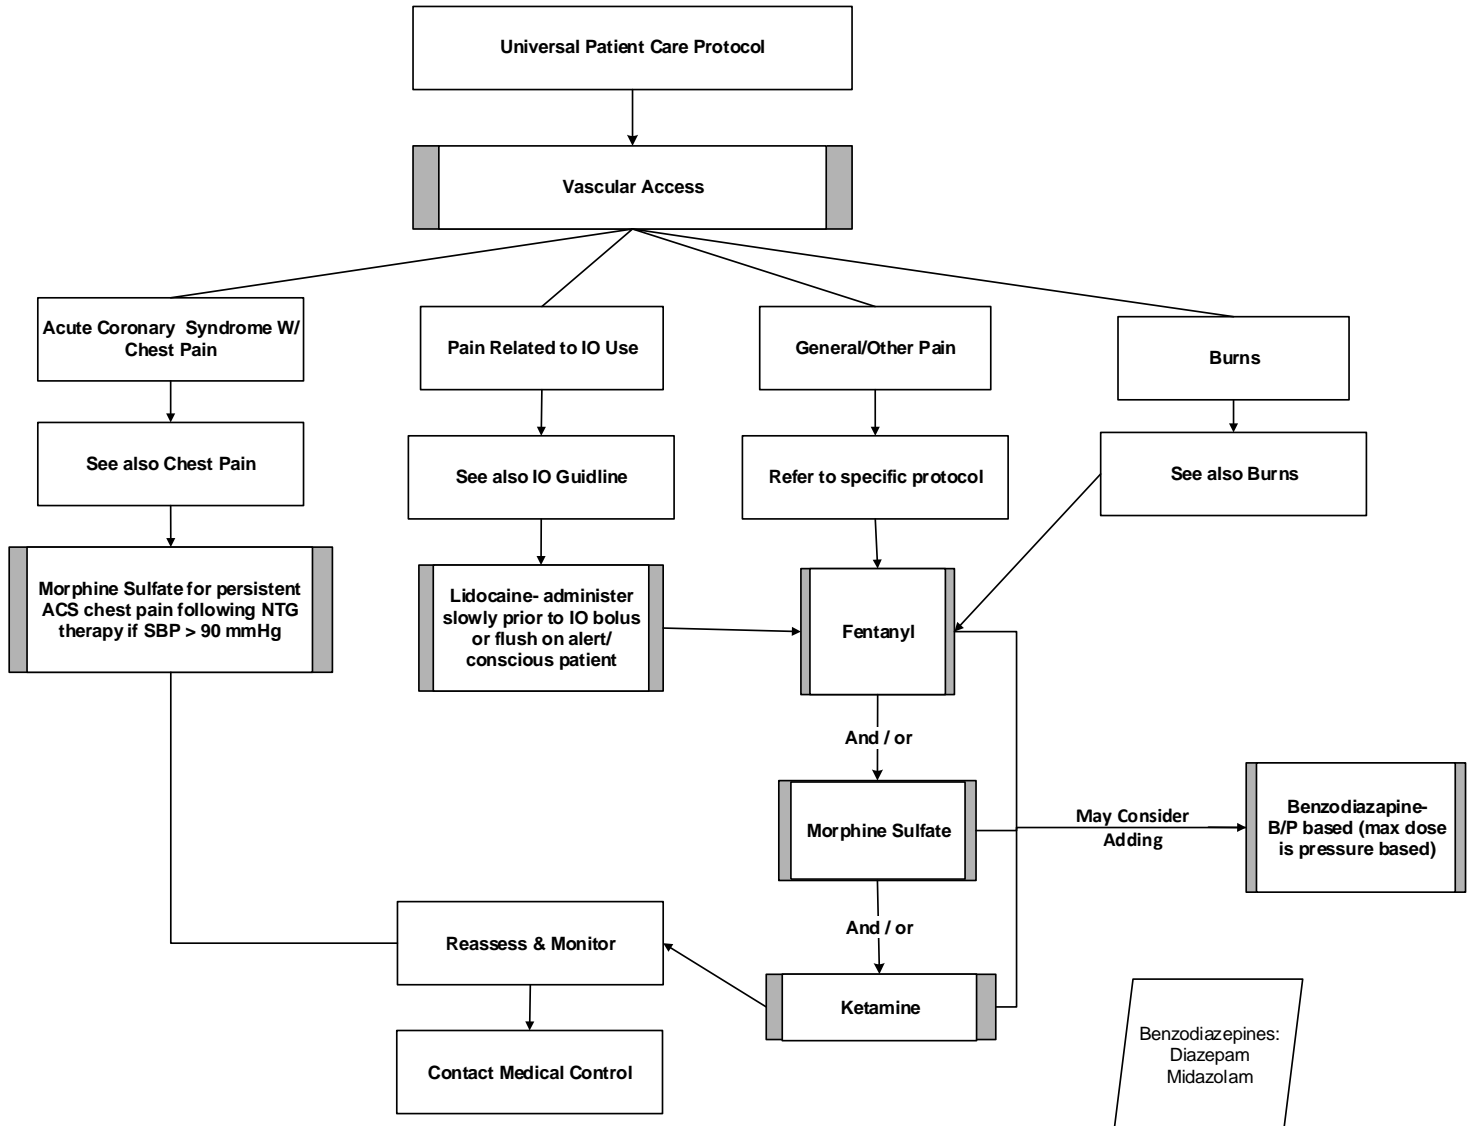 Universal Patient Care Protocol
Vascular Access
Acute Coronary Syndrome W/
Chest Pain
Pain Related to IO Use
General/Other Pain
Burns
See also Chest Pain
See also IO Guidline
Refer to specific protocol
See also Burns
Morphine Sulfate for persistent
ACS chest pain following NTG
therapy if SBP > 90 mmHg
Lidocaine- administer
slowly prior to IO bolus
or flush on alert/
conscious patient
Fentanyl
And / or
Morphine Sulfate
May Consider
Adding
Benzodiazapine-
B/P based (max dose
is pressure based)
And / or
Reassess & Monitor
Ketamine
Contact Medical Control
Benzodiazepines:
Diazepam
Midazolam